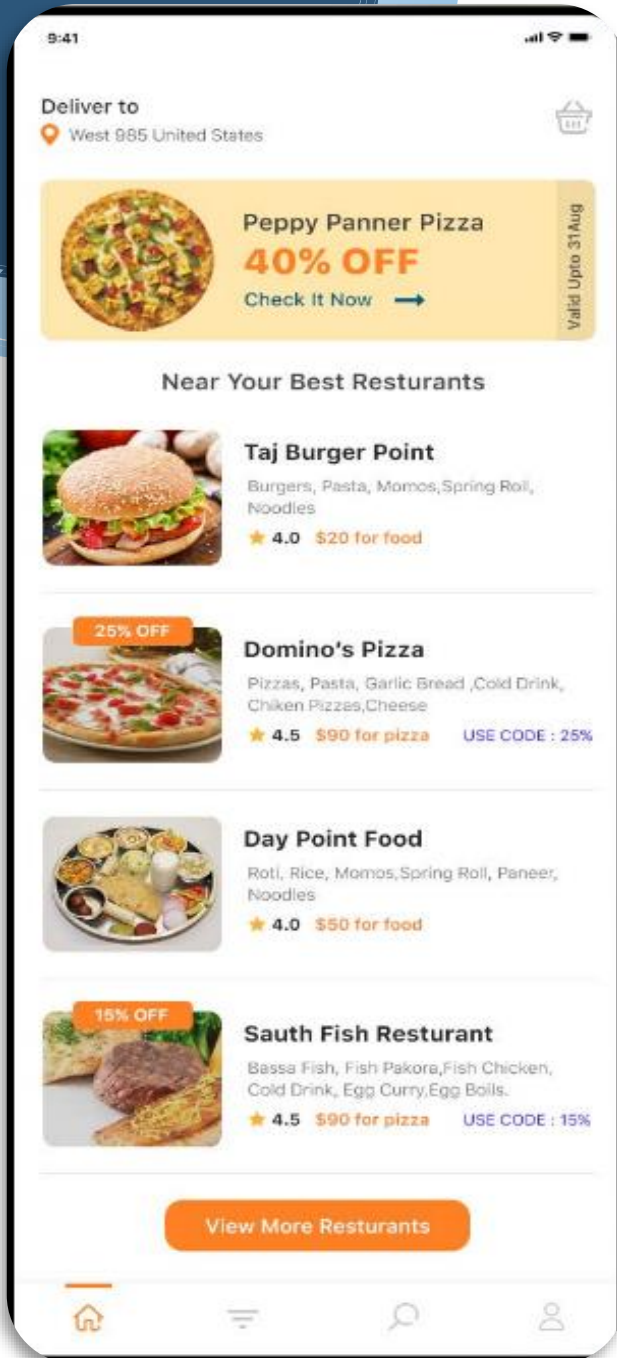 9:41
Deliver to
West 985 United States
Peppy Panner Pizza
40% OFF
Check It Now
Valid Upto 31Aug
Near Your Best Resturants
Taj Burger Point
Burgers, Pasta, Momos,Spring Roll,
Noodles
4.0 $20 for food
25% OFF
Domino's Pizza
Pizzas, Pasta, Garlic Bread ,Cold Drink,
Chiken Pizzas,Cheese
4.5 $90 for pizza USE CODE : 25%
Day Point Food
Roti, Rice, Momos,Spring Roll, Paneer,
Noodles
4.0 $50 for food
15% OFF
Sauth Fish Resturant
Bassa Fish, Fish Pakora,Fish Chicken,
Cold Drink, Egg Curry,Egg Boils.
4.5 $90 for pizza USE CODE : 15%
View More Resturants